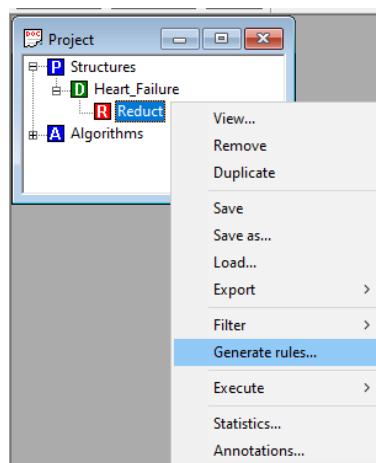 DOC
Project
P Structures
D Heart_Failure
R Reduct
A Algorithms
View...
Remove
Duplicate
Save
Save as...
Load...
Export
Filter
Generate rules...
Execute
Statistics...
Annotations...